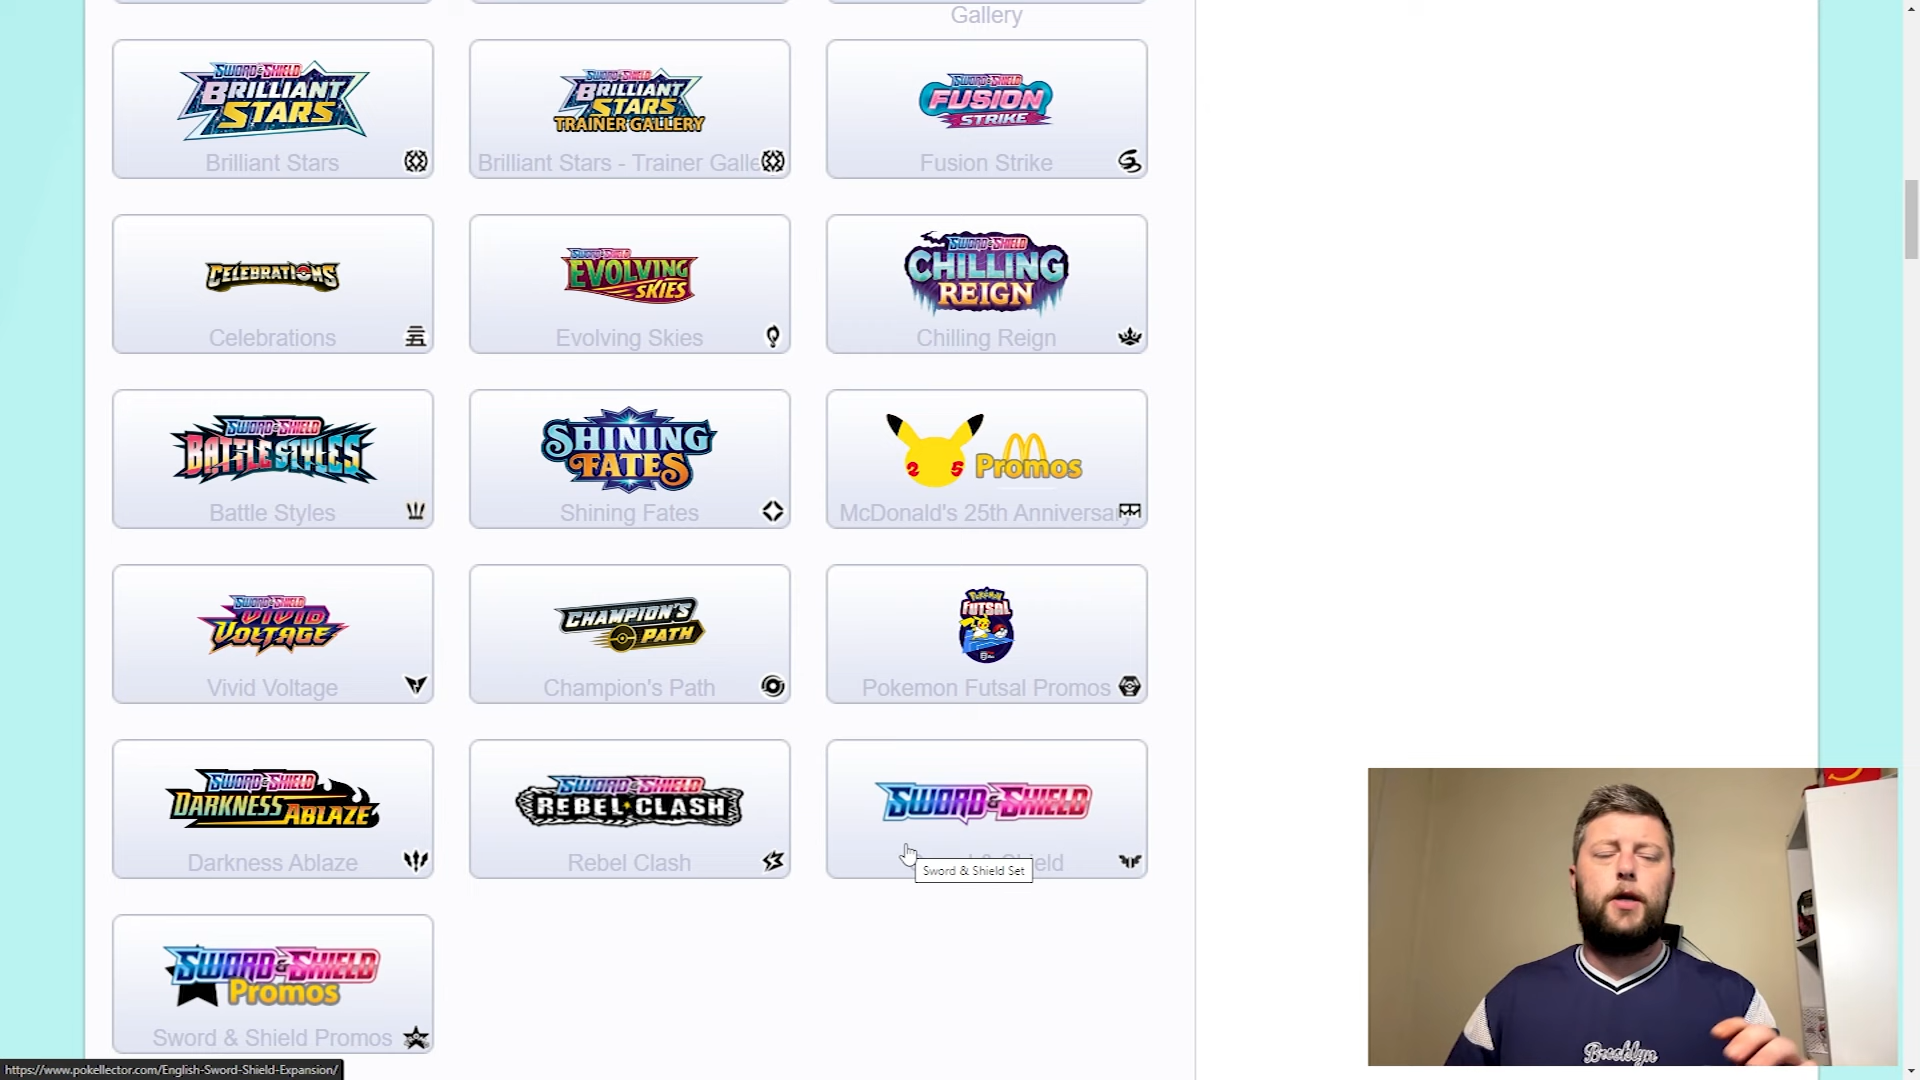 Gallery
SWORD & SHIELD
BRILLIANT
STARS
Brilliant Stars
SWORD & SHIELD
BRILLIANT
STARS
TRAINER GALLERY
Brilliant Stars - Trainer Galle
SWORD & SHIELD
FUSION
STRIKE
Fusion Strike
CELEBRATIONS
Celebrations
SWORD & SHIELD
EVOLVING
SKIES
Evolving Skies
SWORD & SHIELD
CHILLING
REIGN
Chilling Reign
SWORD & SHIELD
BATTLE STYLES
Battle Styles
SHINING
FATES
Shining Fates
2 5 Promos
McDonald's 25th Anniversary
SWORD & SHIELD
VIVID
VOLTAGE
Vivid Voltage
CHAMPION'S
PATH
Champion's Path
Pokémon
FUTSAL
Pokemon Futsal Promos
SWORD & SHIELD
DARKNESS ABLAZE
Darkness Ablaze
SWORD & SHIELD
REBEL CLASH
Rebel Clash
SWORD & SHIELD
Sword & Shield
Sword & Shield Set
SWORD & SHIELD
Promos
Sword & Shield Promos
Brooklyn
https://www.pokellector.com/English-Sword-Shield-Expansion/